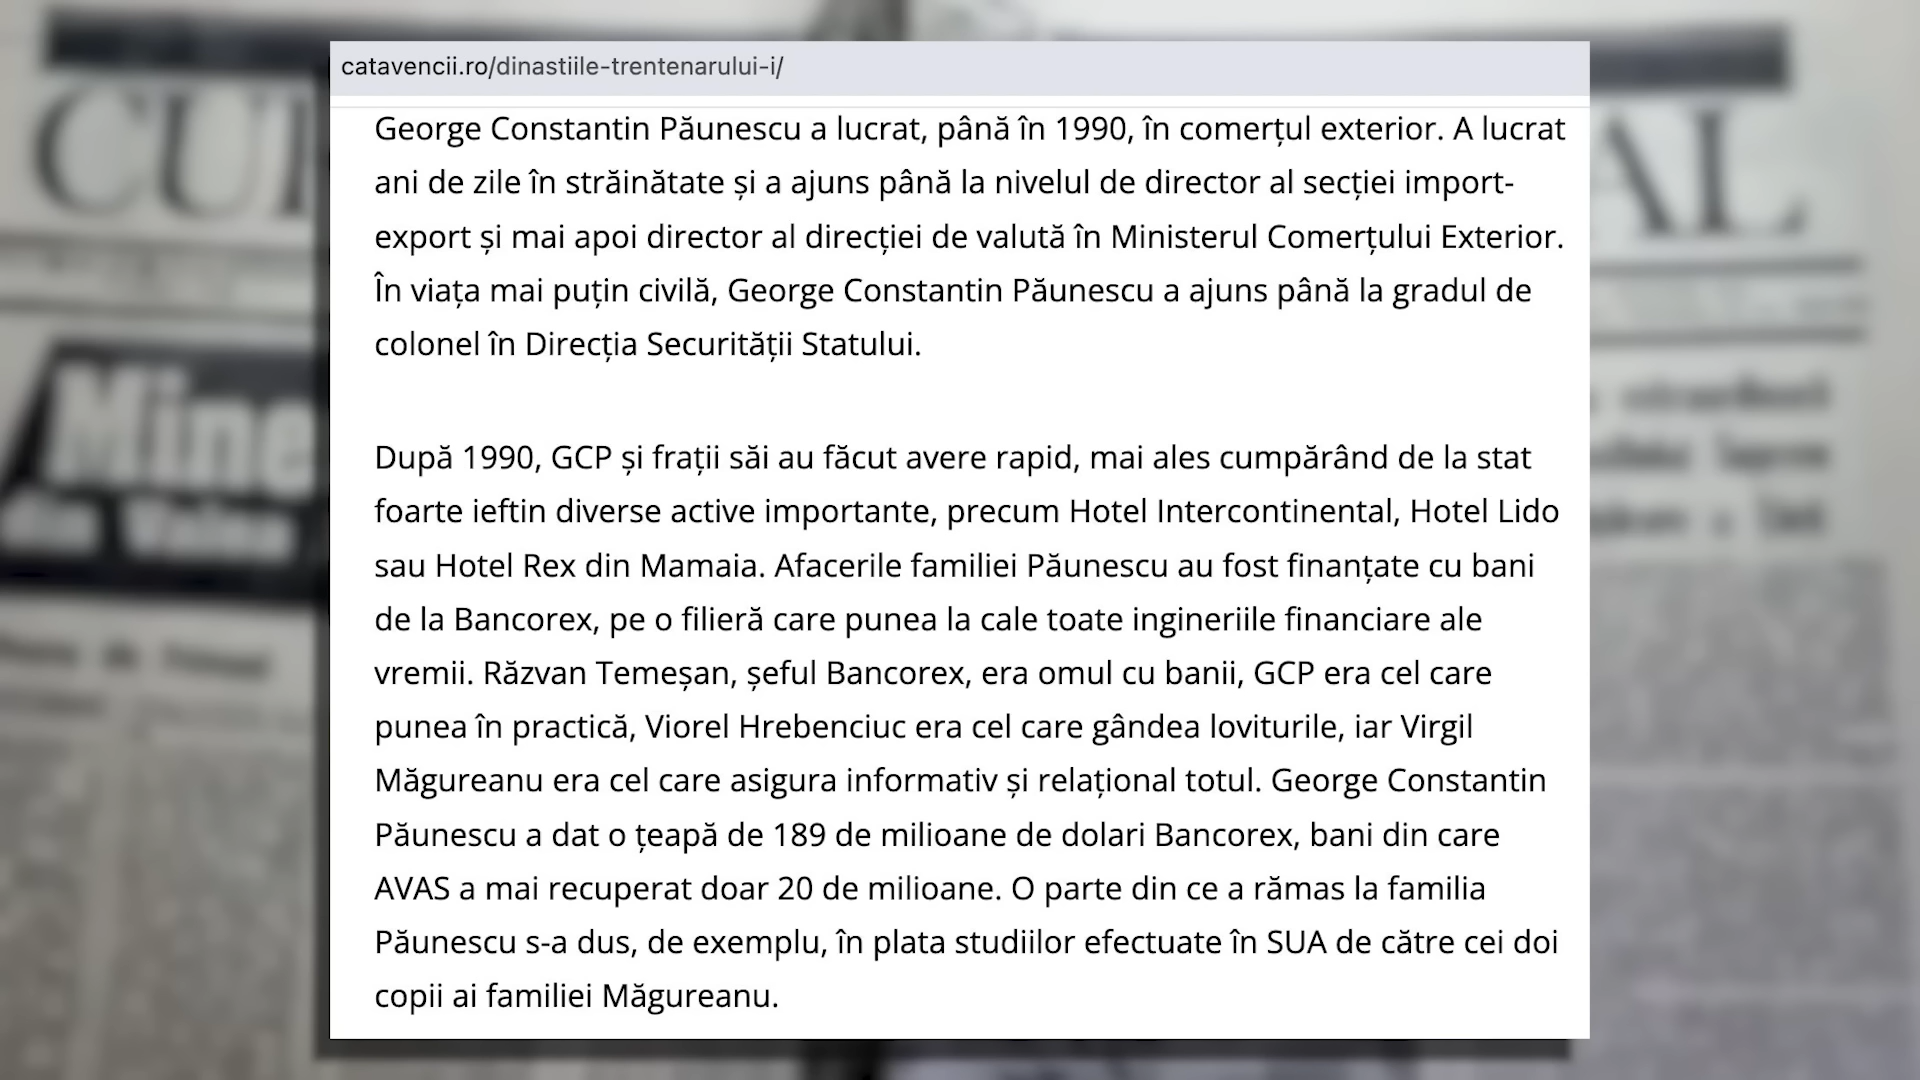 CU
AL
Mine
din Valea
catavencii.ro/dinastiile-trentenarului-i/
George Constantin Păunescu a lucrat, până în 1990, în comerțul exterior. A lucrat
ani de zile în străinătate și a ajuns până la nivelul de director al secției import-
export și mai apoi director al direcției de valută în Ministerul Comerțului Exterior.
În viața mai puțin civilă, George Constantin Păunescu a ajuns până la gradul de
colonel în Direcția Securității Statului.
După 1990, GCP și frații săi au făcut avere rapid, mai ales cumpărând de la stat
foarte ieftin diverse active importante, precum Hotel Intercontinental, Hotel Lido
sau Hotel Rex din Mamaia. Afacerile familiei Păunescu au fost finanțate cu bani
de la Bancorex, pe o filieră care punea la cale toate ingineriile financiare ale
vremii. Răzvan Temeșan, șeful Bancorex, era omul cu banii, GCP era cel care
punea în practică, Viorel Hrebenciuc era cel care gândea loviturile, iar Virgil
Măgureanu era cel care asigura informativ și relațional totul. George Constantin
Păunescu a dat o țeapă de 189 de milioane de dolari Bancorex, bani din care
AVAS a mai recuperat doar 20 de milioane. O parte din ce a rămas la familia
Păunescu s-a dus, de exemplu, în plata studiilor efectuate în SUA de către cei doi
copii ai familiei Măgureanu.